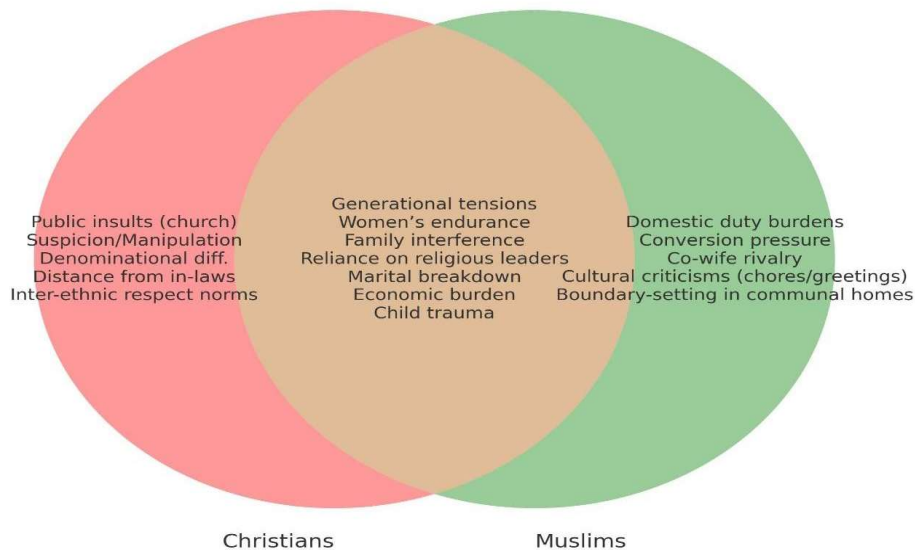 Public insults (church)
Suspicion/Manipulation
Denominational diff.
Distance from in-laws
Inter-ethnic respect norms
Generational tensions
Women's endurance
Family interference
Reliance on religious leaders
Marital breakdown
Economic burden
Child trauma
Domestic duty burdens
Conversion pressure
Co-wife rivalry
Cultural criticisms (chores/greetings)
Boundary-setting in communal homes
Christians
Muslims